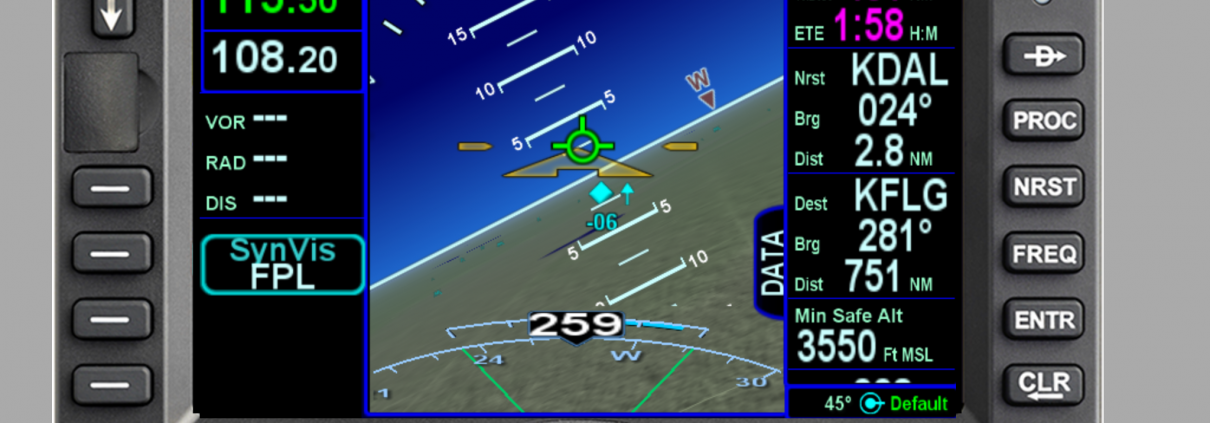 108.20
VOR ---
RAD ---
DIS ---
SynVis
FPL
15
10
10
5
5
W
-06
5
5
10
259
24
W
30
DATA
ETE 1:58 H:M
Nrst KDAL
Brg 024°
Dist 2.8 NM
Dest KFLG
Brg 281°
Dist 751 NM
Min Safe Alt
3550 Ft MSL
45° Default
D
PROC
NRST
FREQ
ENTR
CLR